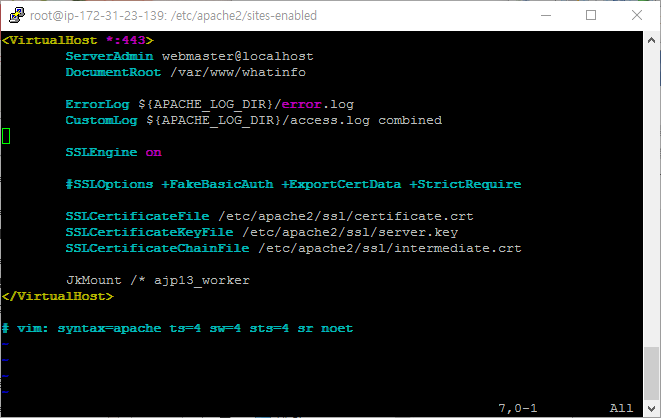 root@ip-172-31-23-139: /etc/apache2/sites-enabled
<VirtualHost *:443>
        ServerAdmin webmaster@localhost
        DocumentRoot /var/www/whatinfo

        ErrorLog ${APACHE_LOG_DIR}/error.log
        CustomLog ${APACHE_LOG_DIR}/access.log combined

        SSLEngine on

        #SSLOptions +FakeBasicAuth +ExportCertData +StrictRequire

        SSLCertificateFile /etc/apache2/ssl/certificate.crt
        SSLCertificateKeyFile /etc/apache2/ssl/server.key
        SSLCertificateChainFile /etc/apache2/ssl/intermediate.crt

        JkMount /* ajp13_worker
</VirtualHost>

# vim: syntax=apache ts=4 sw=4 sts=4 sr noet
~
~
~
~
7,0-1 All